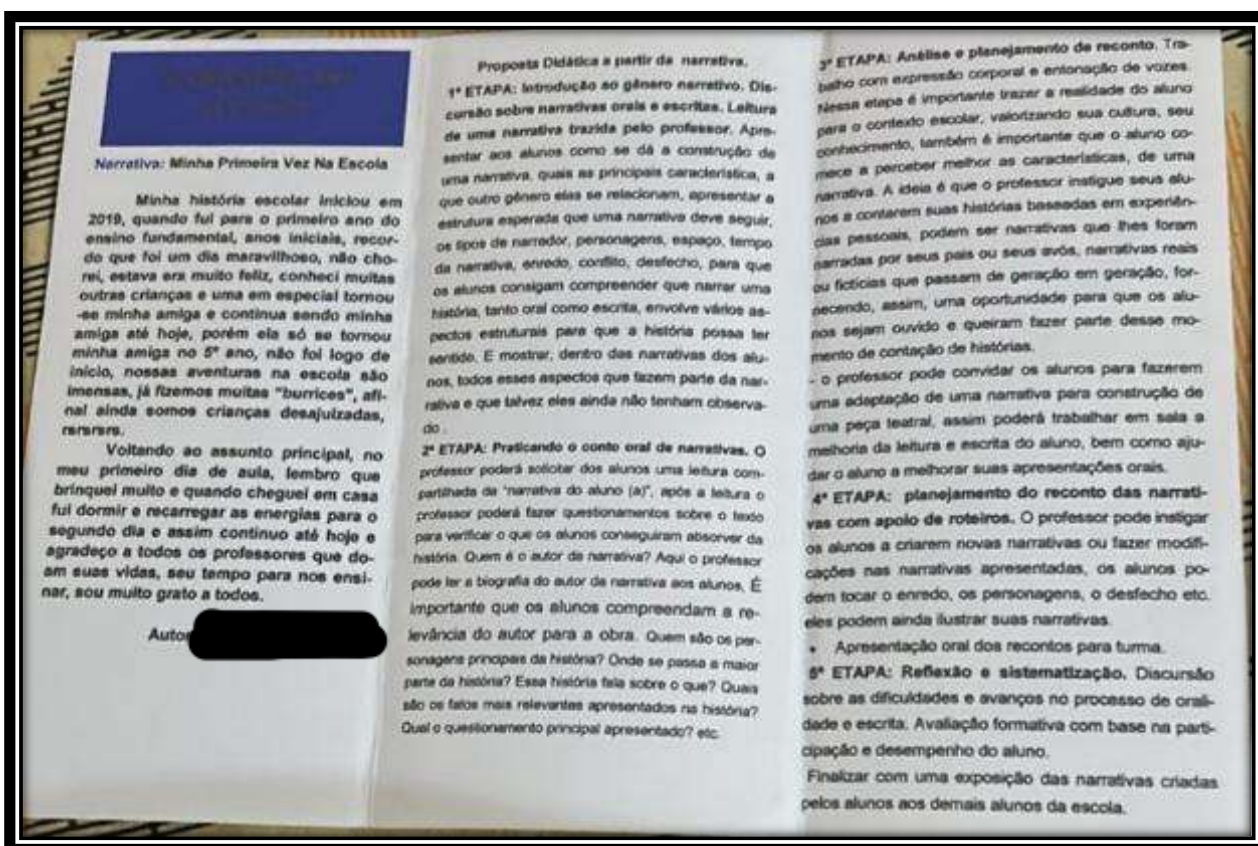 Narrativa: Minha Primeira Vez Na Escola
Minha história escolar iniciou em
2019, quando fui para o primeiro ano do
ensino fundamental, anos iniciais, recor-
do que foi um dia maravilhoso, não cho-
rei, estava era muito feliz, conheci muitas
outras crianças e uma em especial tornou
-se minha amiga e continua sendo minha
amiga até hoje, porém ela só se tornou
minha amiga no 5º ano, não foi logo de
início, nossas aventuras na escola são
imensas, já fizemos muitas "burrices", afi-
nal ainda somos crianças desajuizadas,
rsrsrsrs.
Voltando ao assunto principal, no
meu primeiro dia de aula, lembro que
brinquei muito e quando cheguei em casa
fui dormir e recarregar as energias para o
segundo dia e assim continuo até hoje e
agradeço a todos os professores que do-
am suas vidas, seu tempo para nos ensi-
nar, sou muito grato a todos.
Autor
Proposta Didática a partir da narrativa.
1ª ETAPA: Introdução ao gênero narrativo. Dis-
cursão sobre narrativas orais e escritas. Leitura
de uma narrativa trazida pelo professor. Apre-
sentar aos alunos como se dá a construção de
uma narrativa, quais as principais característica, a
que outro gênero elas se relacionam, apresentar a
estrutura esperada que uma narrativa deve seguir,
os tipos de narrador, personagens, espaço, tempo
da narrativa, enredo, conflito, desfecho, para que
os alunos consigam compreender que narrar uma
história, tanto oral como escrita, envolve vários as-
pectos estruturais para que a história possa ter
sentido. E mostrar, dentro das narrativas dos alu-
nos, todos esses aspectos que fazem parte da nar-
rativa e que talvez eles ainda não tenham observa-
do .
2ª ETAPA: Praticando o conto oral de narrativas. O
professor poderá solicitar dos alunos uma leitura com-
partilhada da "narrativa do aluno (a)", após a leitura o
professor poderá fazer questionamentos sobre o texto
para verificar o que os alunos conseguiram absorver da
história. Quem é o autor da narrativa? Aqui o professor
pode ler a biografia do autor da narrativa aos alunos, É
importante que os alunos compreendam a re-
levância do autor para a obra. Quem são os per-
sonagens principais da história? Onde se passa a maior
parte da história? Essa história fala sobre o que? Quais
são os fatos mais relevantes apresentados na história?
Qual o questionamento principal apresentado? etc.
3ª ETAPA: Análise e planejamento de reconto. Tra-
balho com expressão corporal e entonação de vozes.
Nessa etapa é importante trazer a realidade do aluno
para o contexto escolar, valorizando sua cultura, seu
conhecimento, também é importante que o aluno co-
mece a perceber melhor as características, de uma
narrativa. A ideia é que o professor instigue seus alu-
nos a contarem suas histórias baseadas em experiên-
cias pessoais, podem ser narrativas que lhes foram
narradas por seus pais ou seus avós, narrativas reais
ou fictícias que passam de geração em geração, for-
necendo, assim, uma oportunidade para que os alu-
nos sejam ouvido e queiram fazer parte desse mo-
mento de contação de histórias.
- o professor pode convidar os alunos para fazerem
uma adaptação de uma narrativa para construção de
uma peça teatral, assim poderá trabalhar em sala a
melhoria da leitura e escrita do aluno, bem como aju-
dar o aluno a melhorar suas apresentações orais.
4ª ETAPA: planejamento do reconto das narrati-
vas com apoio de roteiros. O professor pode instigar
os alunos a criarem novas narrativas ou fazer modifi-
cações nas narrativas apresentadas, os alunos po-
dem tocar o enredo, os personagens, o desfecho etc.
eles podem ainda ilustrar suas narrativas.
• Apresentação oral dos recontos para turma.
5ª ETAPA: Reflexão e sistematização. Discursão
sobre as dificuldades e avanços no processo de orali-
dade e escrita. Avaliação formativa com base na parti-
cipação e desempenho do aluno.
Finalizar com uma exposição das narrativas criadas
pelos alunos aos demais alunos da escola.